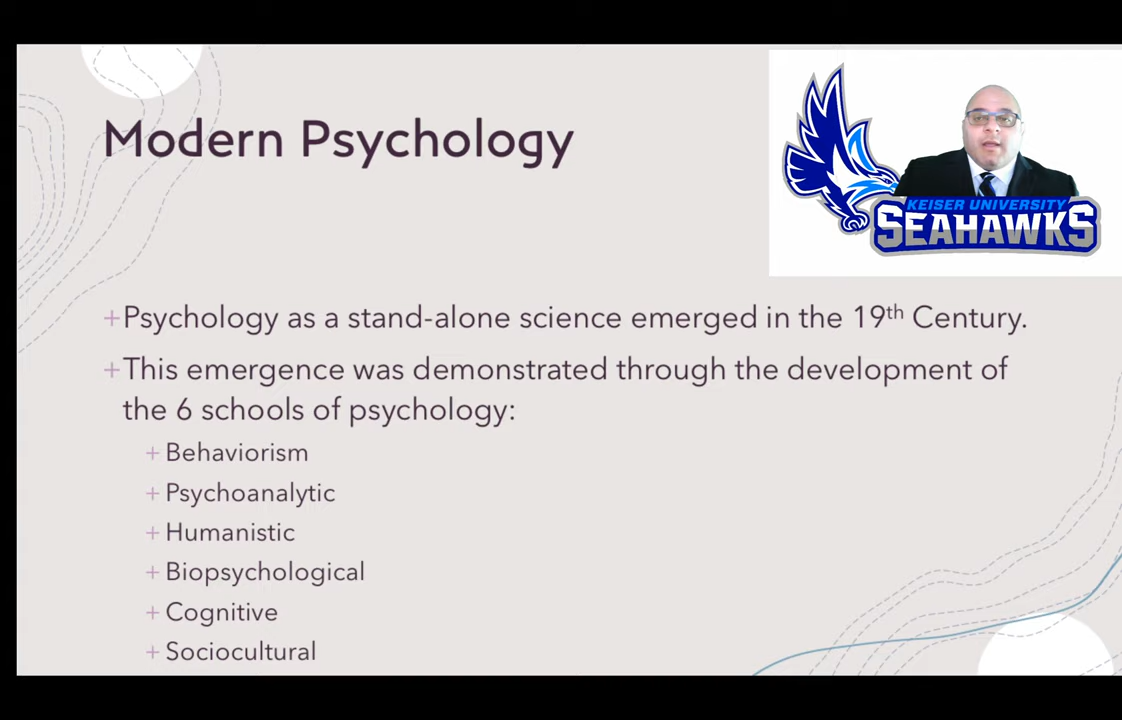 Modern Psychology
KEISER UNIVERSITY
SEAHAWKS
+Psychology as a stand-alone science emerged in the 19th Century.
+This emergence was demonstrated through the development of
the 6 schools of psychology:
+ Behaviorism
+ Psychoanalytic
+ Humanistic
+ Biopsychological
+ Cognitive
+ Sociocultural